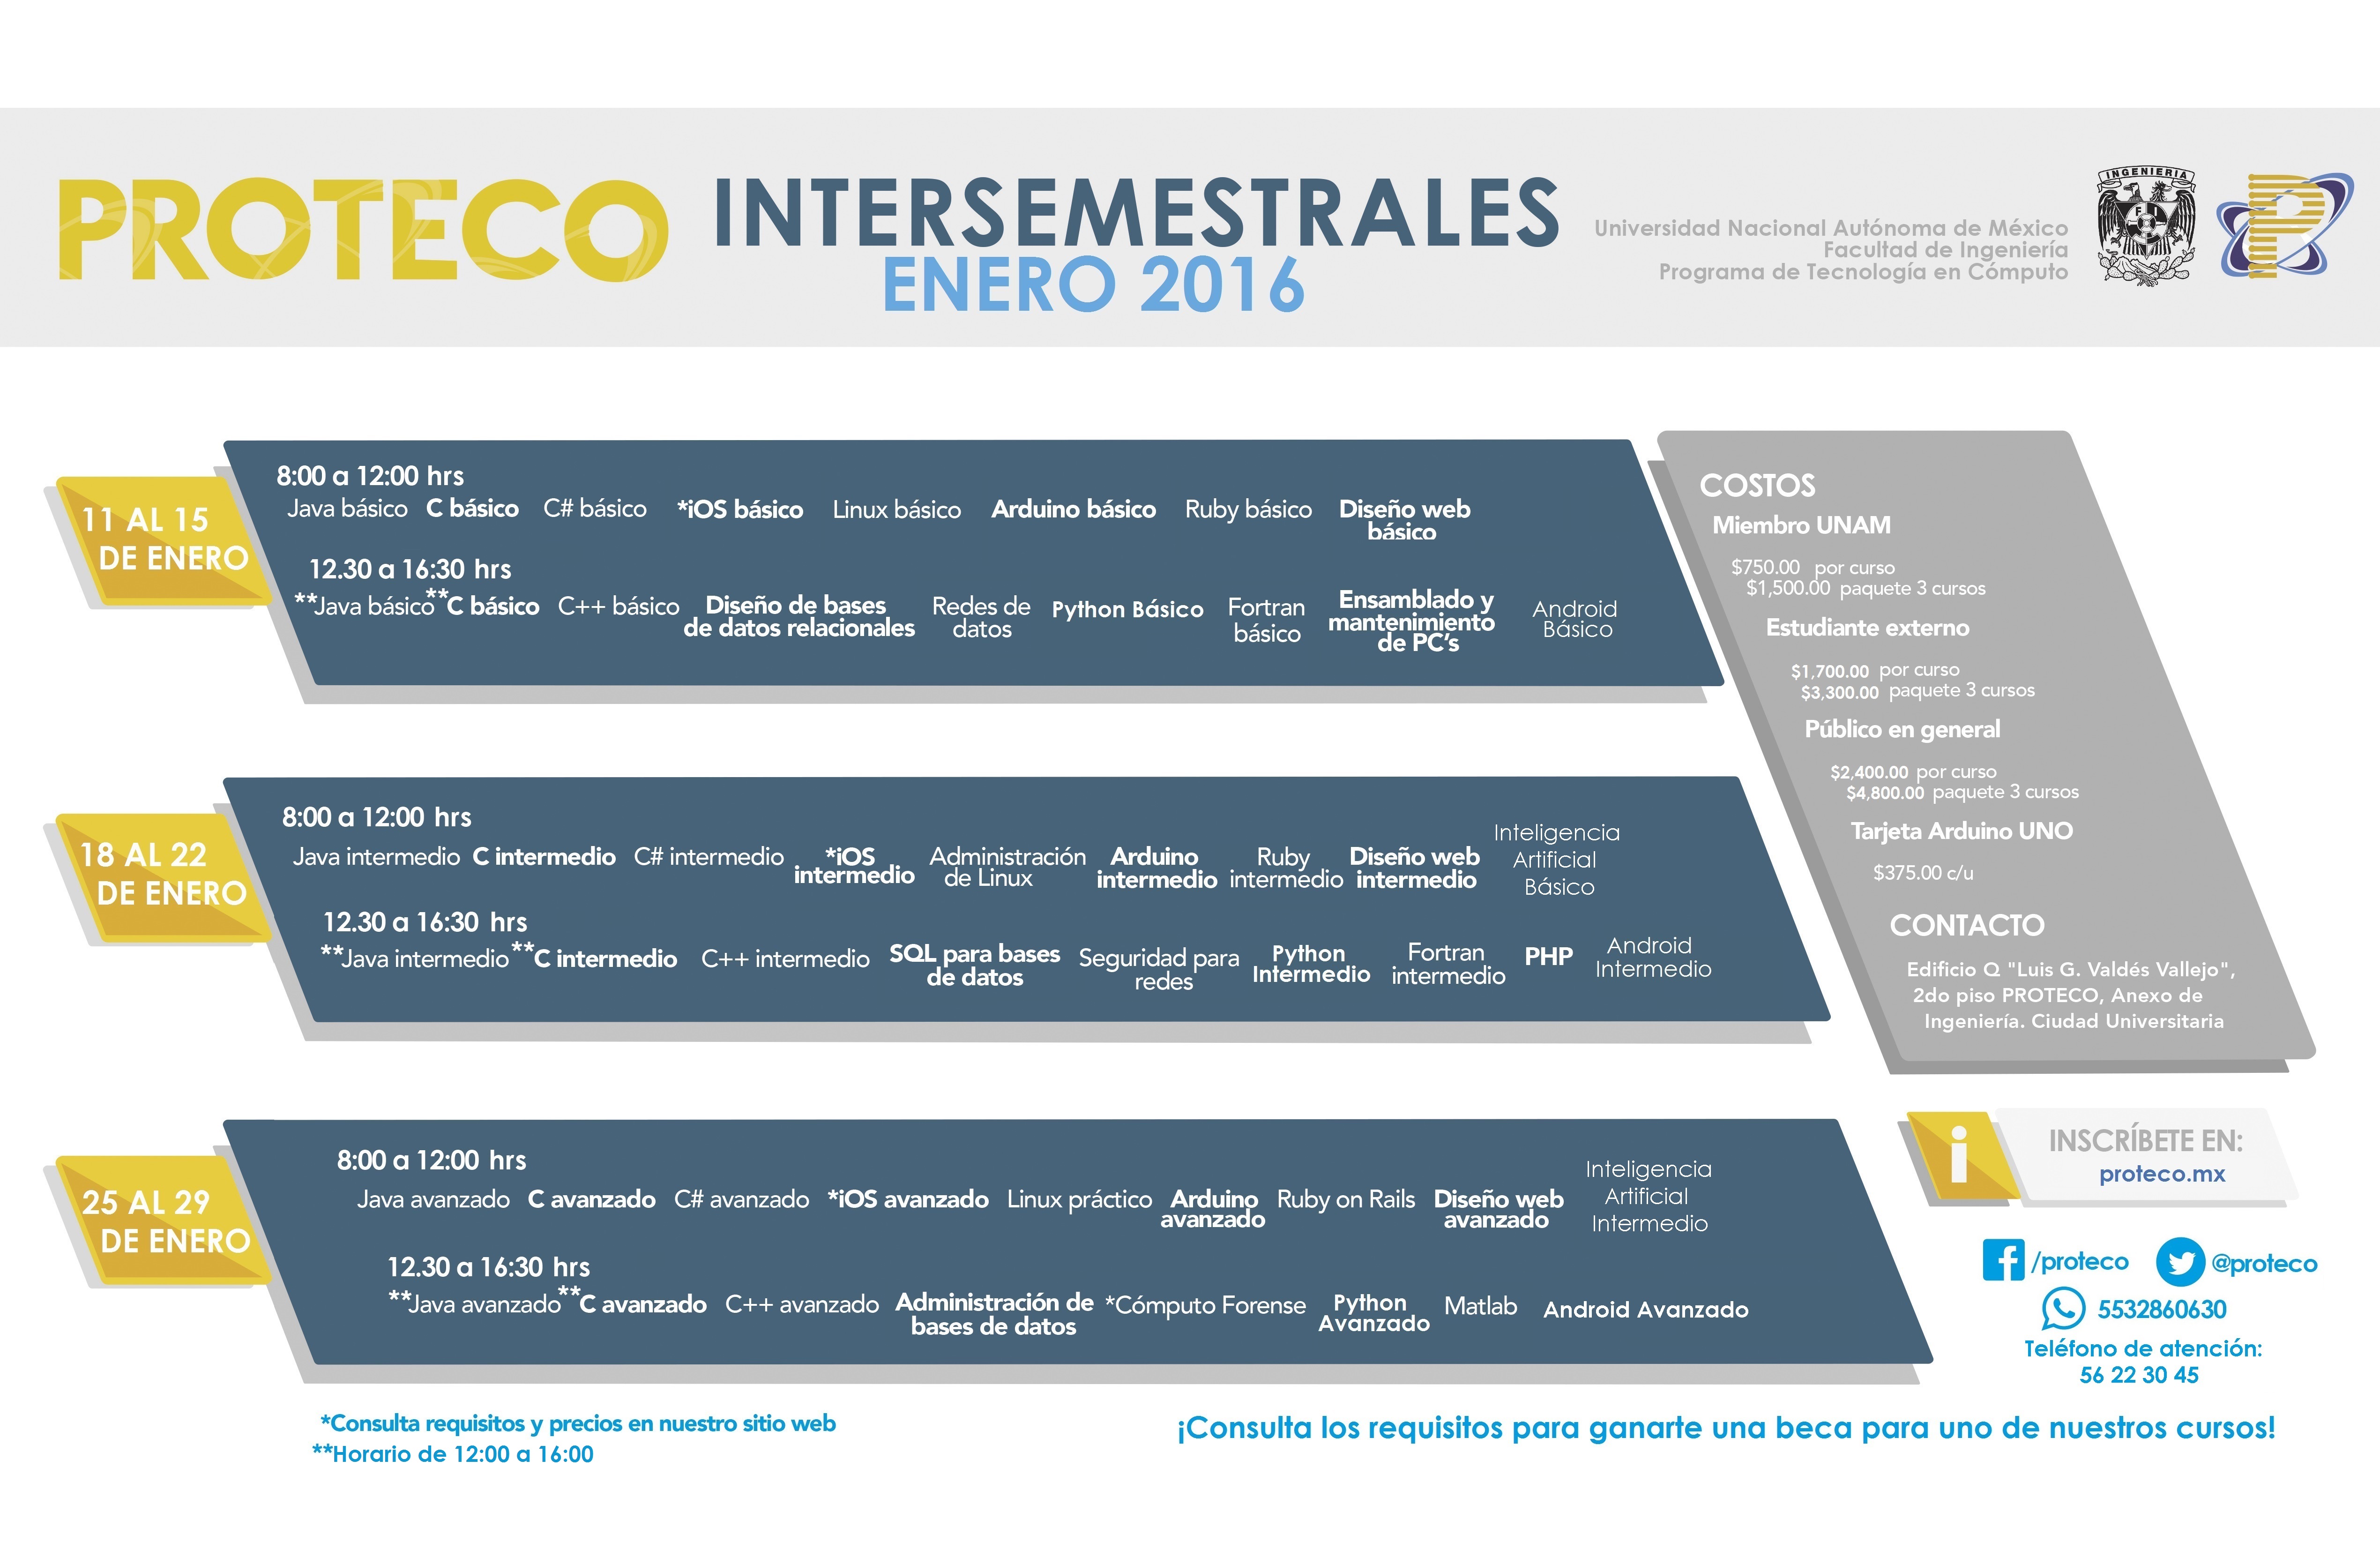 PROTECO
INTERSEMESTRALES
ENERO 2016
Universidad Nacional Autónoma de México
Facultad de Ingeniería
Programa de Tecnología en Cómputo
INGENIERIA
F I
P
11 AL 15
DE ENERO
8:00 a 12:00 hrs
Java básico C básico C# básico *iOS básico Linux básico Arduino básico Ruby básico Diseño web
básico
12.30 a 16:30 hrs
**Java básico **C básico C++ básico Diseño de bases
de datos relacionales
Redes de
datos
Python Básico
Fortran
básico
Ensamblado y
mantenimiento
de PC's
Android
Básico
18 AL 22
DE ENERO
8:00 a 12:00 hrs
Java intermedio C intermedio C# intermedio
*iOS
intermedio
Administración
de Linux
Arduino
intermedio
Ruby
intermedio
Diseño web
intermedio
Inteligencia
Artificial
Básico
12.30 a 16:30 hrs
**Java intermedio **C intermedio C++ intermedio
SQL para bases
de datos
Seguridad para
redes
Python
Intermedio
Fortran
intermedio
PHP
Android
Intermedio
25 AL 29
DE ENERO
8:00 a 12:00 hrs
Java avanzado C avanzado C# avanzado *iOS avanzado Linux práctico
Arduino
avanzado
Ruby on Rails
Diseño web
avanzado
Inteligencia
Artificial
Intermedio
12.30 a 16:30 hrs
**Java avanzado **C avanzado C++ avanzado
Administración de
bases de datos
*Cómputo Forense
Python
Avanzado
Matlab
Android Avanzado
COSTOS
Miembro UNAM
$750.00 por curso
$1,500.00 paquete 3 cursos
Estudiante externo
$1,700.00 por curso
$3,300.00 paquete 3 cursos
Público en general
$2,400.00 por curso
$4,800.00 paquete 3 cursos
Tarjeta Arduino UNO
$375.00 c/u
CONTACTO
Edificio Q "Luis G. Valdés Vallejo",
2do piso PROTECO, Anexo de
Ingeniería. Ciudad Universitaria
i
INSCRÍBETE EN:
proteco.mx
/proteco
@proteco
5532860630
Teléfono de atención:
56 22 30 45
*Consulta requisitos y precios en nuestro sitio web
**Horario de 12:00 a 16:00
¡Consulta los requisitos para ganarte una beca para uno de nuestros cursos!